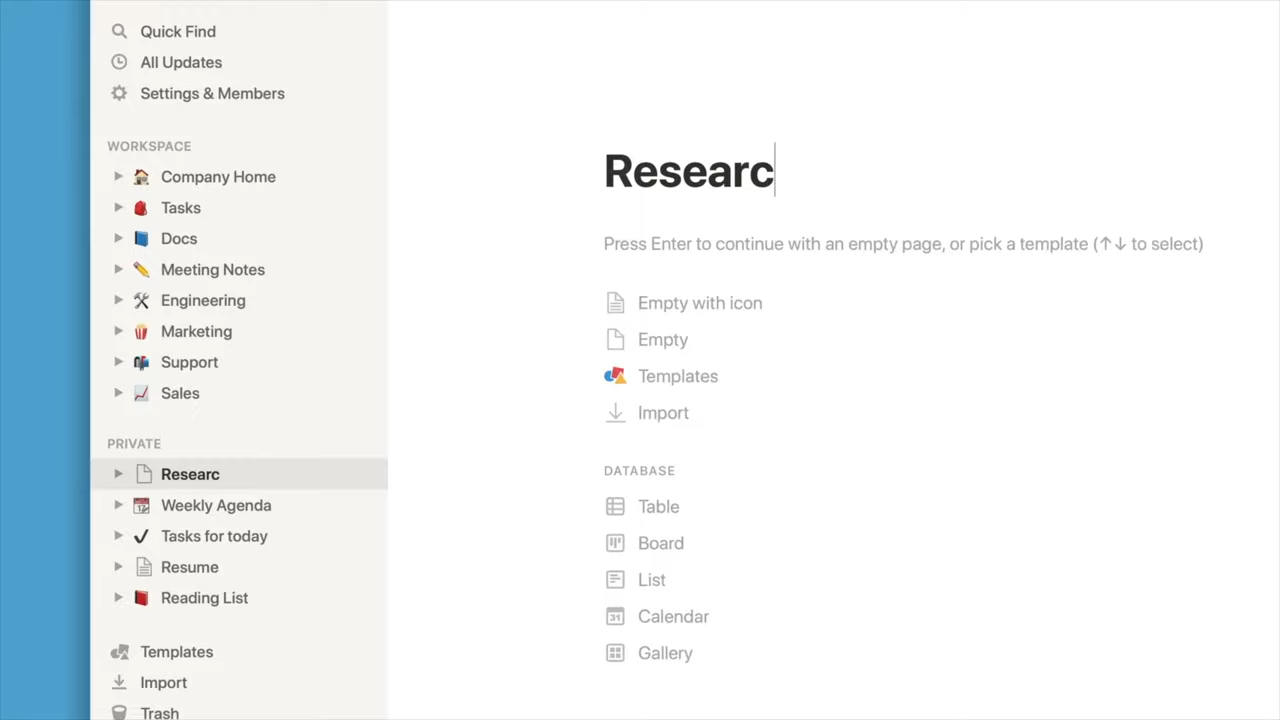 Quick Find
All Updates
Settings & Members
WORKSPACE
Company Home
Tasks
Docs
Meeting Notes
Engineering
Marketing
Support
Sales
PRIVATE
Researc
Weekly Agenda
Tasks for today
Resume
Reading List
Templates
Import
Trash
Researc
Press Enter to continue with an empty page, or pick a template (↑↓ to select)
Empty with icon
Empty
Templates
Import
DATABASE
Table
Board
List
31 Calendar
Gallery